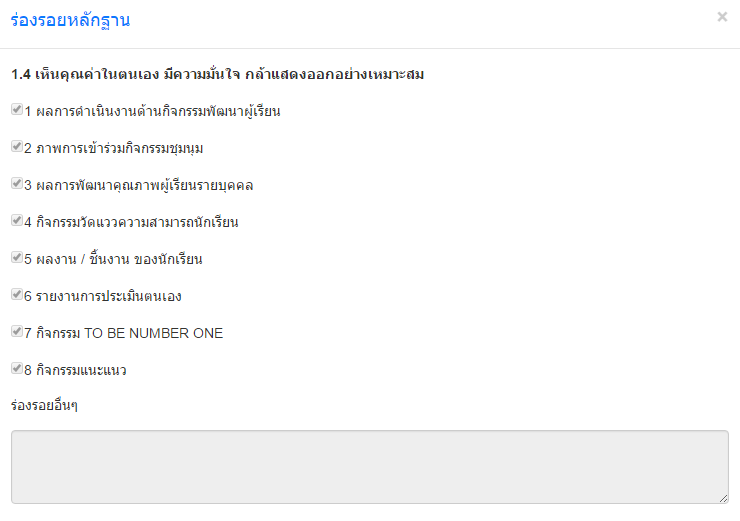 ร่องรอยหลักฐาน
1.4 เห็นคุณค่าในตนเอง มีความมั่นใจ กล้าแสดงออกอย่างเหมาะสม
1 ผลการดำเนินงานด้านกิจกรรมพัฒนาผู้เรียน
2 ภาพการเข้าร่วมกิจกรรมชุมนุม
3 ผลการพัฒนาคุณภาพผู้เรียนรายบุคคล
4 กิจกรรมวัดแววความสามารถนักเรียน
5 ผลงาน / ชิ้นงาน ของนักเรียน
6 รายงานการประเมินตนเอง
7 กิจกรรม TO BE NUMBER ONE
8 กิจกรรมแนะแนว
ร่องรอยอื่นๆ